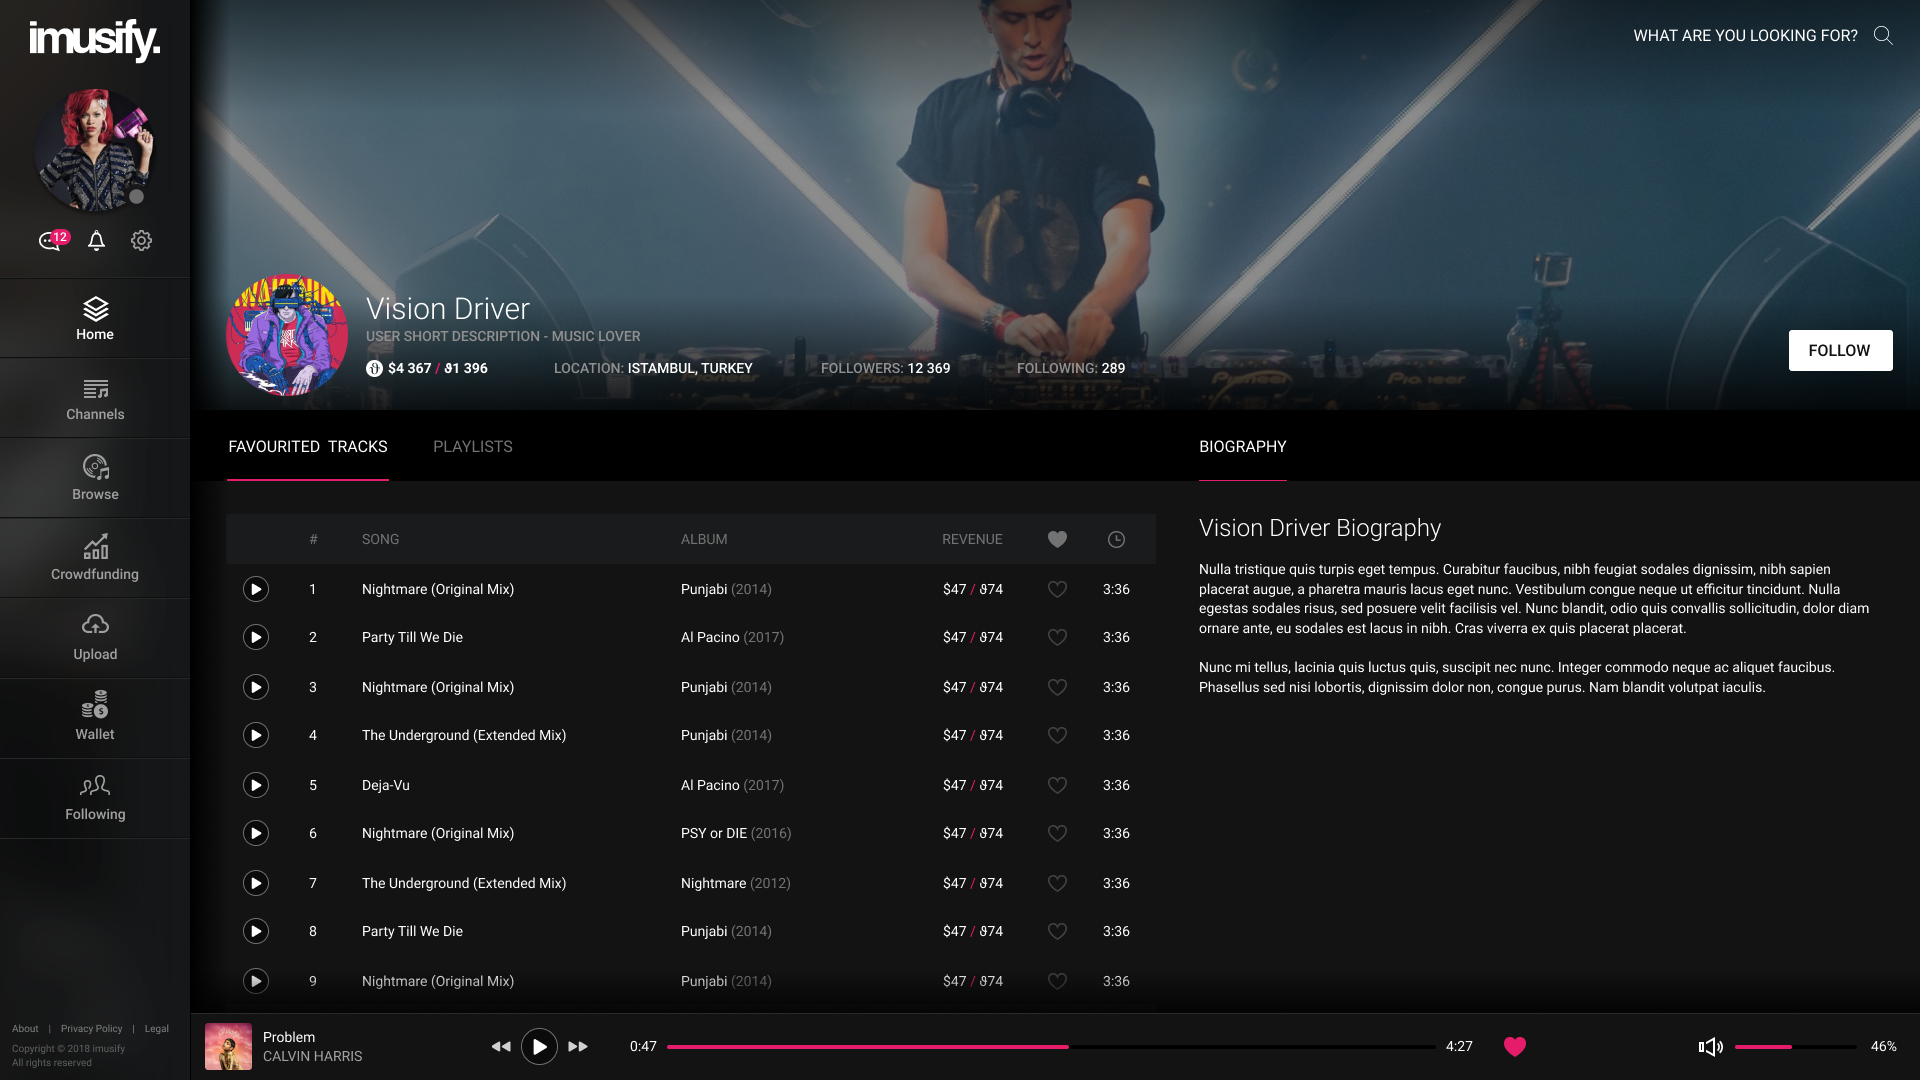 imusify.
WHAT ARE YOU LOOKING FOR?
12
Home
Channels
Browse
Crowdfunding
Upload
Wallet
Following
About | Privacy Policy | Legal
Copyright © 2018 imusify
All rights reserved
Vision Driver
USER SHORT DESCRIPTION - MUSIC LOVER
$4 367 / ϑ1 396 LOCATION: ISTAMBUL, TURKEY FOLLOWERS: 12 369 FOLLOWING: 289
FOLLOW
Pioneer
FAVOURITED TRACKS PLAYLISTS
# SONG ALBUM REVENUE
1 Nightmare (Original Mix) Punjabi (2014) $47 / ϑ74 3:36
2 Party Till We Die Al Pacino (2017) $47 / ϑ74 3:36
3 Nightmare (Original Mix) Punjabi (2014) $47 / ϑ74 3:36
4 The Underground (Extended Mix) Punjabi (2014) $47 / ϑ74 3:36
5 Deja-Vu Al Pacino (2017) $47 / ϑ74 3:36
6 Nightmare (Original Mix) PSY or DIE (2016) $47 / ϑ74 3:36
7 The Underground (Extended Mix) Nightmare (2012) $47 / ϑ74 3:36
8 Party Till We Die Punjabi (2014) $47 / ϑ74 3:36
9 Nightmare (Original Mix) Punjabi (2014) $47 / ϑ74 3:36
BIOGRAPHY
Vision Driver Biography
Nulla tristique quis turpis eget tempus. Curabitur faucibus, nibh feugiat sodales dignissim, nibh sapien
placerat augue, a pharetra mauris lacus eget nunc. Vestibulum congue neque ut efficitur tincidunt. Nulla
egestas sodales risus, sed posuere velit facilisis vel. Nunc blandit, odio quis convallis sollicitudin, dolor diam
ornare ante, eu sodales est lacus in nibh. Cras viverra ex quis placerat placerat.
Nunc mi tellus, lacinia quis luctus quis, suscipit nec nunc. Integer commodo neque ac aliquet faucibus.
Phasellus sed nisi lobortis, dignissim dolor non, congue purus. Nam blandit volutpat iaculis.
Problem
CALVIN HARRIS
0:47 4:27 46%